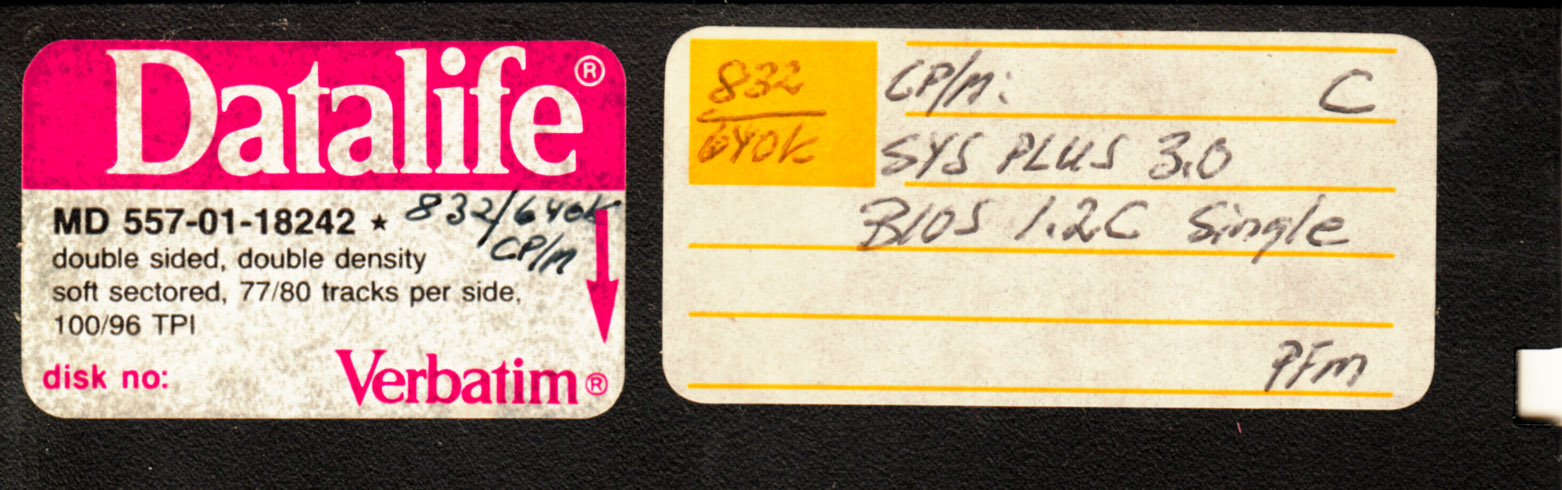 Datalife®
MD 557-01-18242 ★ 832/640k
CP/M
double sided, double density
soft sectored, 77/80 tracks per side,
100/96 TPI
disk no:
Verbatim®
832
640k
CP/M: C
SYS PLUS 3.0
BIOS 1.2C Single
PFM